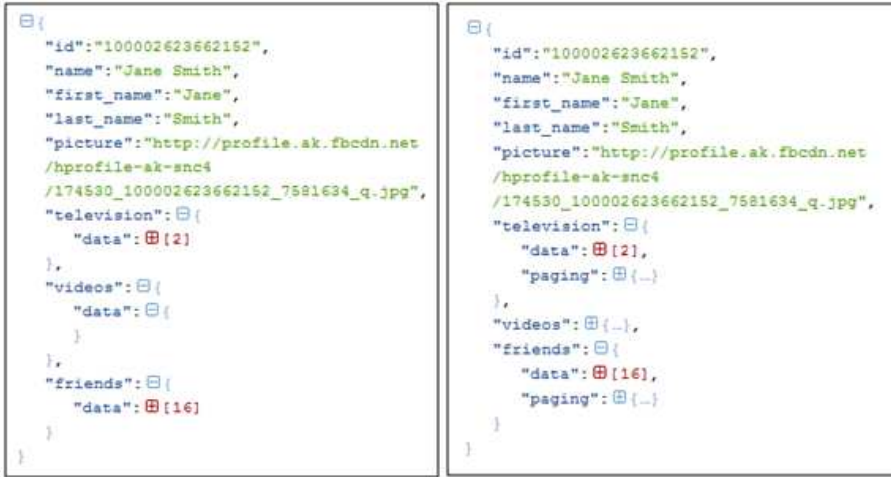 {
"id":"100002623662152",
"name":"Jane Smith",
"first_name":"Jane",
"last_name":"Smith",
"picture":"http://profile.ak.fbcdn.net
/hprofile-ak-snc4
/174530_100002623662152_7581634_q.jpg",
"television":{
"data":[2]
},
"videos":{
"data":{
}
},
"friends":{
"data":[16]
}
}
{
"id":"100002623662152",
"name":"Jane Smith",
"first_name":"Jane",
"last_name":"Smith",
"picture":"http://profile.ak.fbcdn.net
/hprofile-ak-snc4
/174530_100002623662152_7581634_q.jpg",
"television":{
"data":[2],
"paging":{…}
},
"videos":{…},
"friends":{
"data":[16],
"paging":{…}
}
}